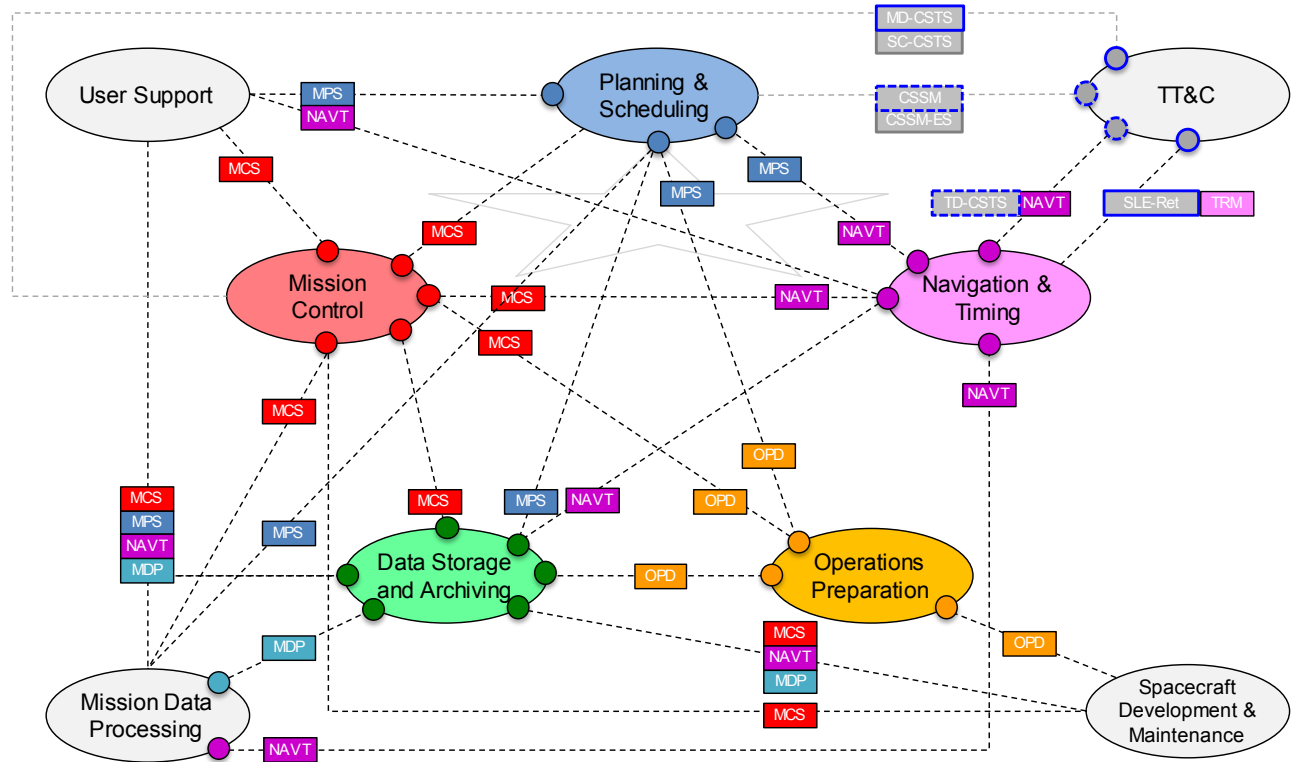 MD-CSTS
SC-CSTS
User Support
MPS
NAVT
Planning &
Scheduling
CSSM
CSSM-ES
TT&C
MCS
MPS
MPS
TD-CSTS
NAVT
SLE-Ret
TRM
MCS
NAVT
Mission
Control
MCS
NAVT
Navigation &
Timing
MCS
MCS
NAVT
OPD
MCS
MPS
NAVT
MDP
MPS
MCS
MPS
NAVT
OPD
Data Storage
and Archiving
OPD
Operations
Preparation
MDP
MCS
NAVT
MDP
OPD
Mission Data
Processing
MCS
Spacecraft
Development &
Maintenance
NAVT